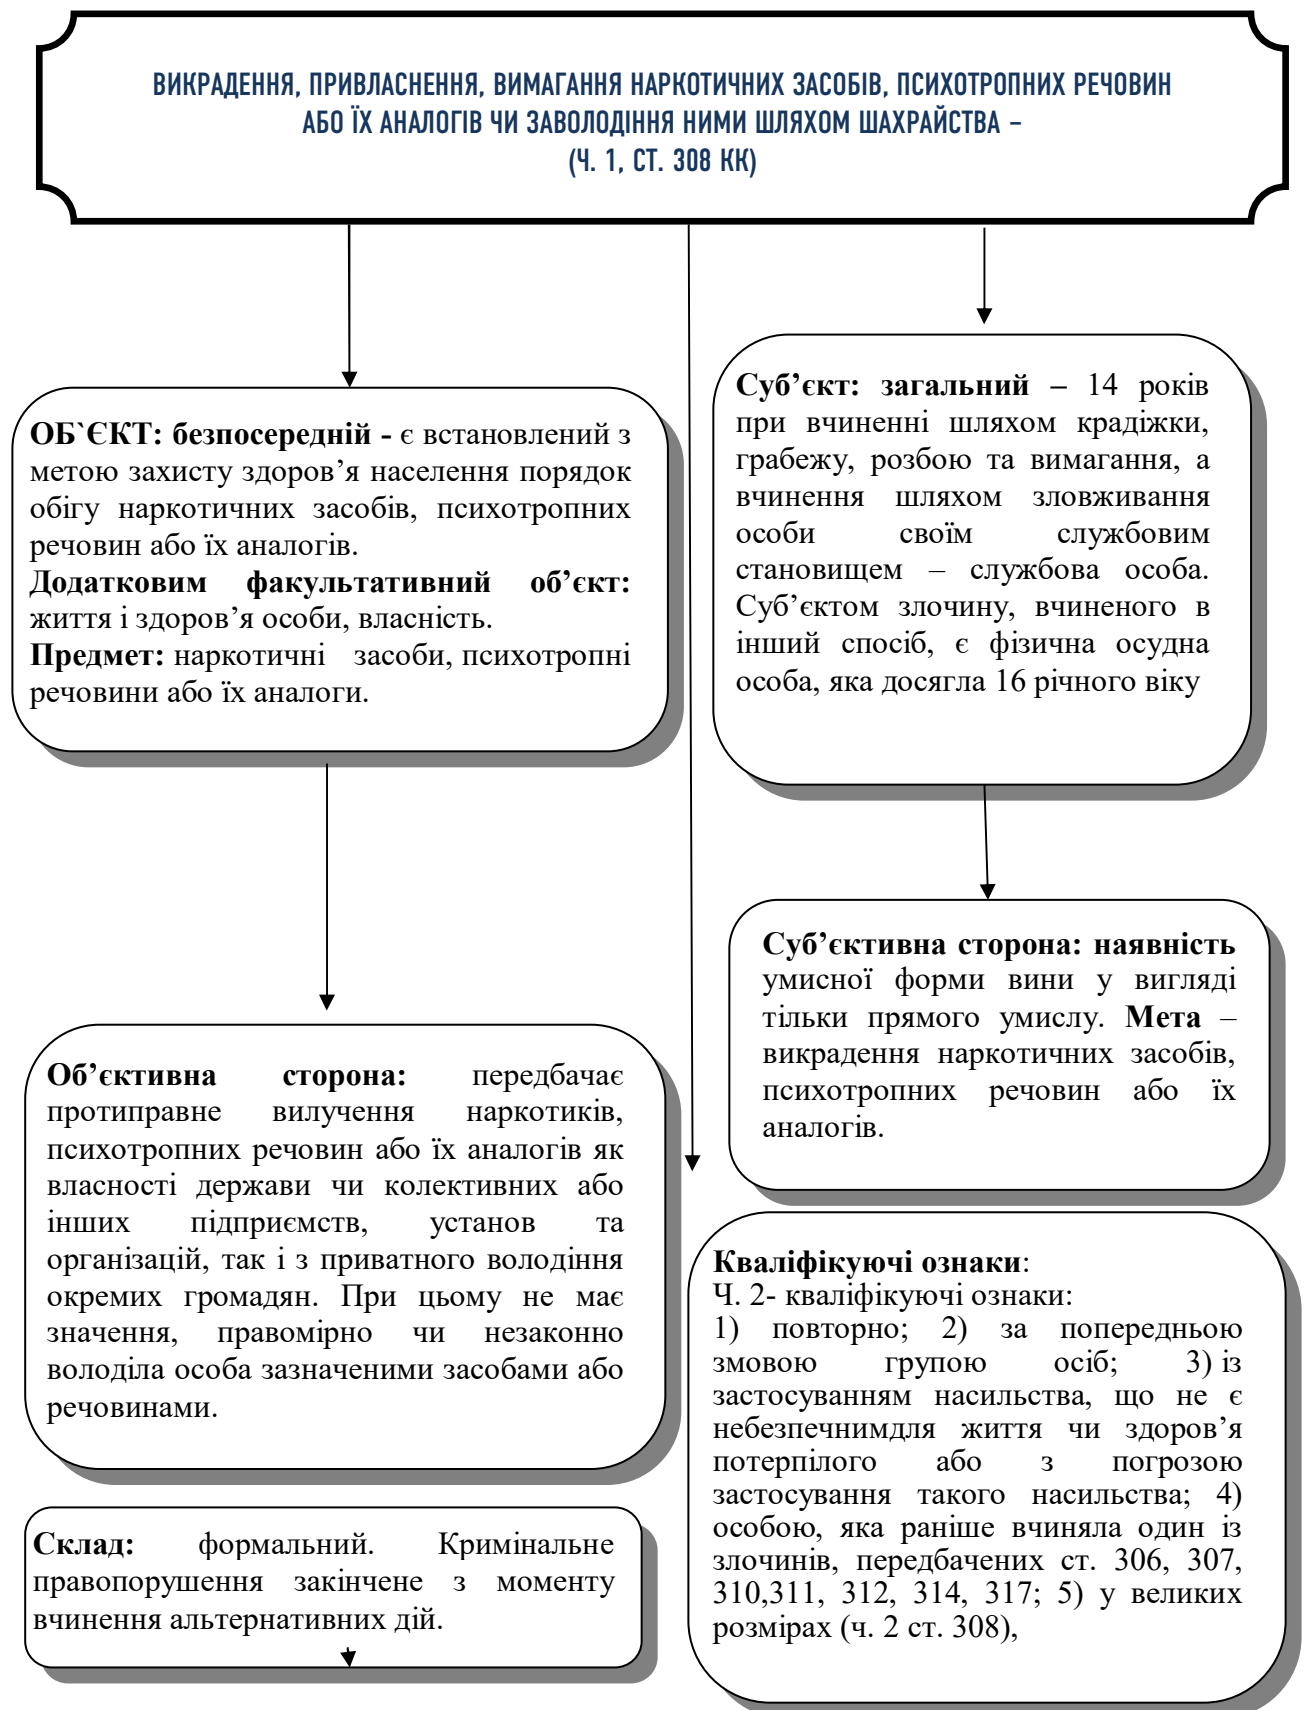 ВИКРАДЕННЯ, ПРИВЛАСНЕННЯ, ВИМАГАННЯ НАРКОТИЧНИХ ЗАСОБІВ, ПСИХОТРОПНИХ РЕЧОВИН
АБО ЇХ АНАЛОГІВ ЧИ ЗАВОЛОДІННЯ НИМИ ШЛЯХОМ ШАХРАЙСТВА –
(Ч. 1, СТ. 308 КК)
ОБ`ЄКТ: безпосередній - є встановлений з
метою захисту здоров’я населення порядок
обігу наркотичних засобів, психотропних
речовин або їх аналогів.
Додатковим факультативний об’єкт:
життя і здоров’я особи, власність.
Предмет: наркотичні засоби, психотропні
речовини або їх аналоги.
Суб’єкт: загальний – 14 років
при вчиненні шляхом крадіжки,
грабежу, розбою та вимагання, а
вчинення шляхом зловживання
особи своїм службовим
становищем – службова особа.
Суб’єктом злочину, вчиненого в
інший спосіб, є фізична осудна
особа, яка досягла 16 річного віку
Суб’єктивна сторона: наявність
умисної форми вини у вигляді
тільки прямого умислу. Мета –
викрадення наркотичних засобів,
психотропних речовин або їх
аналогів.
Об’єктивна сторона: передбачає
протиправне вилучення наркотиків,
психотропних речовин або їх аналогів як
власності держави чи колективних або
інших підприємств, установ та
організацій, так і з приватного володіння
окремих громадян. При цьому не має
значення, правомірно чи незаконно
володіла особа зазначеними засобами або
речовинами.
Кваліфікуючі ознаки:
Ч. 2- кваліфікуючі ознаки:
1) повторно; 2) за попередньою
змовою групою осіб; 3) із
застосуванням насильства, що не є
небезпечнимдля життя чи здоров’я
потерпілого або з погрозою
застосування такого насильства; 4)
особою, яка раніше вчиняла один із
злочинів, передбачених ст. 306, 307,
310,311, 312, 314, 317; 5) у великих
розмірах (ч. 2 ст. 308),
Склад: формальний. Кримінальне
правопорушення закінчене з моменту
вчинення альтернативних дій.